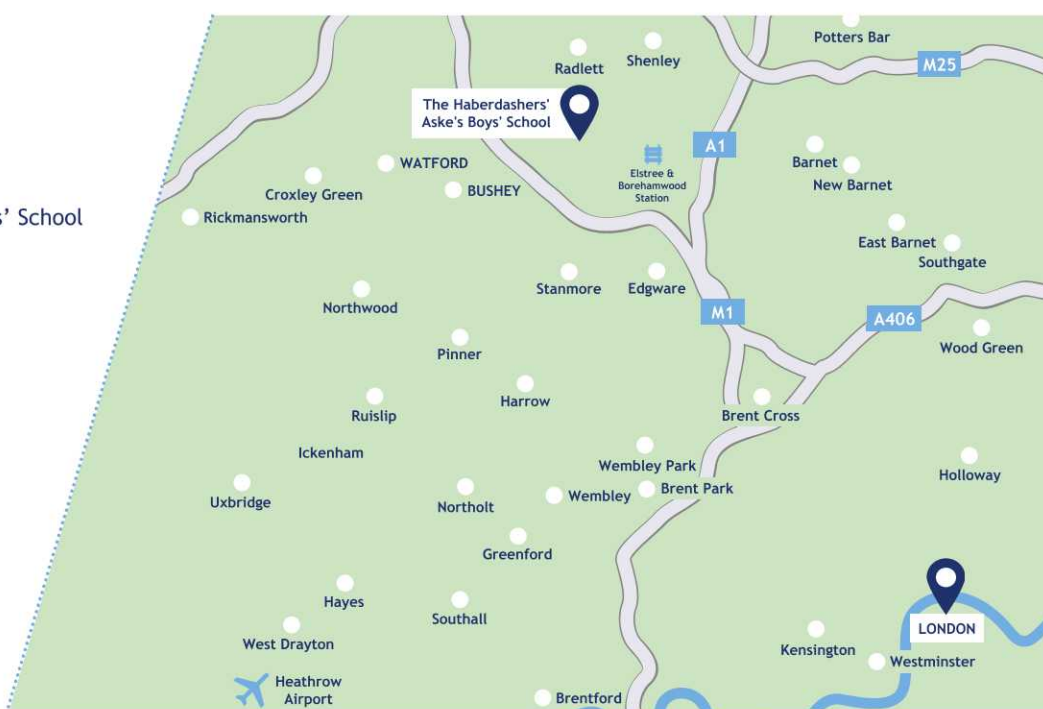 Potters Bar
Shenley
Radlett
M25
The Haberdashers'
Aske's Boys' School
A1
Barnet
New Barnet
Elstree &
Borehamwood
Station
WATFORD
BUSHEY
Croxley Green
Rickmansworth
s' School
East Barnet
Southgate
Stanmore
Edgware
Northwood
M1
A406
Wood Green
Pinner
Harrow
Ruislip
Brent Cross
Ickenham
Wembley Park
Holloway
Brent Park
Wembley
Uxbridge
Northolt
Greenford
Hayes
Southall
LONDON
West Drayton
Kensington
Westminster
Heathrow
Airport
Brentford